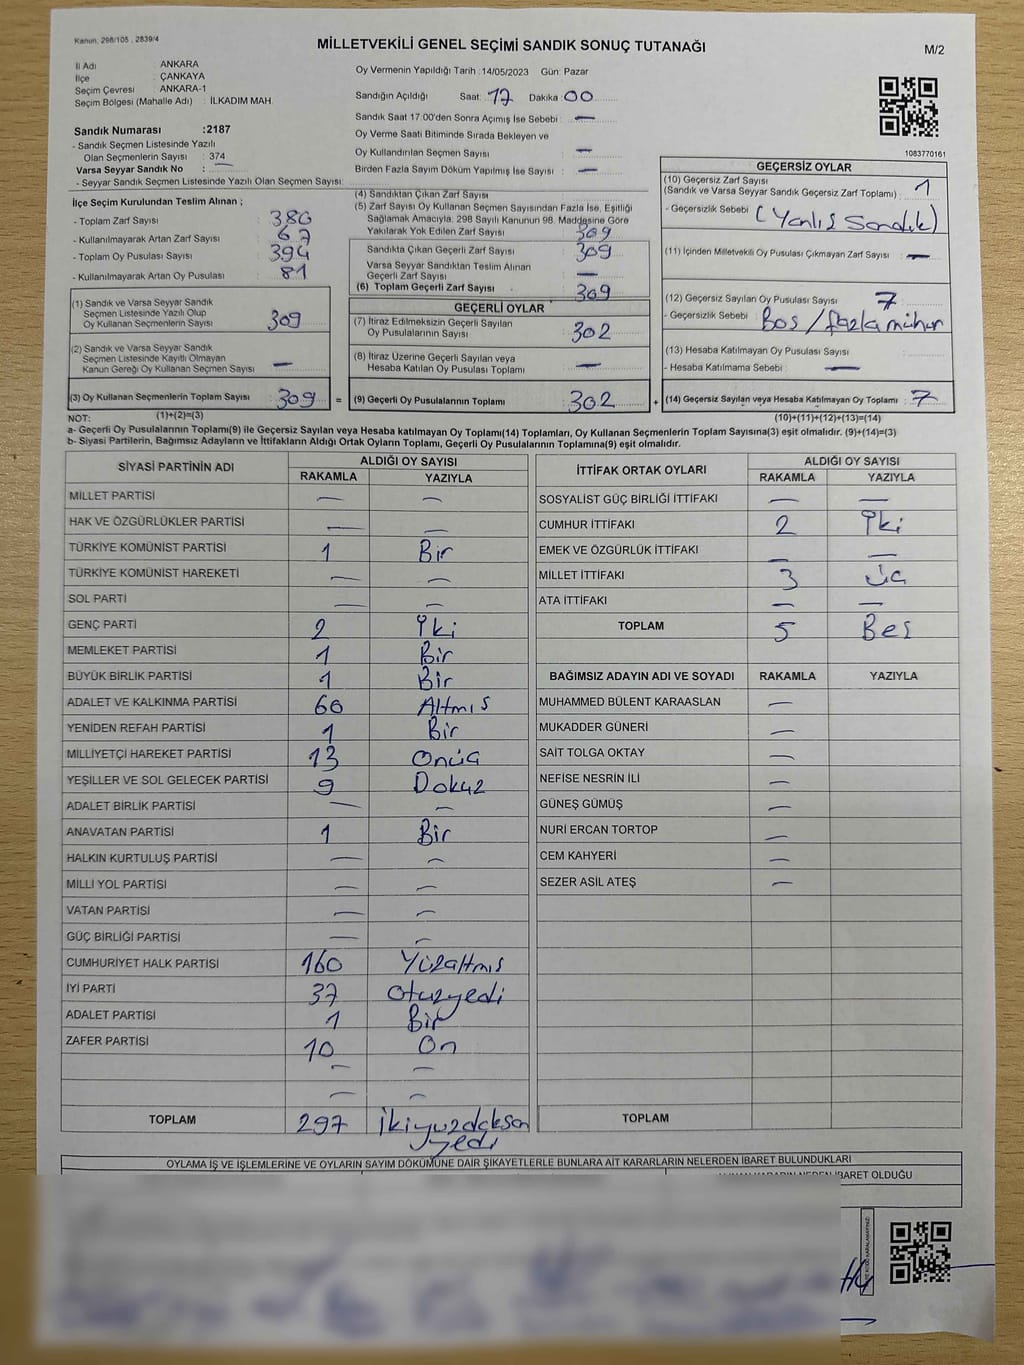 Kanun, 298/105 , 2839/4
MİLLETVEKİLİ GENEL SEÇİMİ SANDIK SONUÇ TUTANAĞI
M/2
İl Adı : ANKARA
İlçe : ÇANKAYA
Seçim Çevresi : ANKARA-1
Seçim Bölgesi (Mahalle Adı) : İLKADIM MAH.
Sandık Numarası :2187
- Sandık Seçmen Listesinde Yazılı
Olan Seçmenlerin Sayısı : 374
Varsa Seyyar Sandık No : —
- Seyyar Sandık Seçmen Listesinde Yazılı Olan Seçmen Sayısı:
Oy Vermenin Yapıldığı Tarih : 14/05/2023 Gün: Pazar
Sandığın Açıldığı Saat: 17 Dakika: 00
Sandık Saat 17:00'den Sonra Açımış İse Sebebi : —
Oy Verme Saati Bitiminde Sırada Bekleyen ve
Oy Kullandırılan Seçmen Sayısı : —
Birden Fazla Sayım Döküm Yapılmış İse Sayısı : —
1083770161
İlçe Seçim Kurulundan Teslim Alınan ;
- Toplam Zarf Sayısı : 380
- Kullanılmayarak Artan Zarf Sayısı : 67
- Toplam Oy Pusulası Sayısı : 394
- Kullanılmayarak Artan Oy Pusulası : 81
(1) Sandık ve Varsa Seyyar Sandık
Seçmen Listesinde Yazılı Olup
Oy Kullanan Seçmenlerin Sayısı : 309
(2) Sandık ve Varsa Seyyar Sandık
Seçmen Listesinde Kayıtlı Olmayan
Kanun Gereği Oy Kullanan Seçmen Sayısı : —
(3) Oy Kullanan Seçmenlerin Toplam Sayısı : 309 =
(4) Sandıktan Çıkan Zarf Sayısı
(5) Zarf Sayısı Oy Kullanan Seçmen Sayısından Fazla İse, Eşitliği
Sağlamak Amacıyla, 298 Sayılı Kanunun 98. Maddesine Göre
Yakılarak Yok Edilen Zarf Sayısı : 309
Sandıkta Çıkan Geçerli Zarf Sayısı : 309
Varsa Seyyar Sandıktan Teslim Alınan
Geçerli Zarf Sayısı : —
(6) Toplam Geçerli Zarf Sayısı : 309
GEÇERLİ OYLAR
(7) İtiraz Edilmeksizin Geçerli Sayılan
Oy Pusulalarının Sayısı : 302
(8) İtiraz Üzerine Geçerli Sayılan veya
Hesaba Katılan Oy Pusulası Toplamı : —
(9) Geçerli Oy Pusulalarının Toplamı : 302 +
GEÇERSİZ OYLAR
(10) Geçersiz Zarf Sayısı : 1
(Sandık ve Varsa Seyyar Sandık Geçersiz Zarf Toplamı)
- Geçersizlik Sebebi : (Yanlış Sandık)
(11) İçinden Milletvekili Oy Pusulası Çıkmayan Zarf Sayısı : —
(12) Geçersiz Sayılan Oy Pusulası Sayısı : 7
- Geçersizlik Sebebi : Boş/fazla mühür
(13) Hesaba Katılmayan Oy Pusulası Sayısı :
- Hesaba Katılmama Sebebi : —
(14) Geçersiz Sayılan veya Hesaba Katılmayan Oy Toplamı : 7
NOT: (1)+(2)=(3) (10)+(11)+(12)+(13)=(14)
a- Geçerli Oy Pusulalarının Toplamı(9) ile Geçersiz Sayılan veya Hesaba Katılmayan Oy Toplamı(14) Toplamları, Oy Kullanan Seçmenlerin Toplam Sayısına(3) eşit olmalıdır. (9)+(14)=(3)
b- Siyasi Partilerin, Bağımsız Adayların ve İttifakların Aldığı Ortak Oyların Toplamı, Geçerli Oy Pusulalarının Toplamına(9) eşit olmalıdır.
SİYASİ PARTİNİN ADI ALDIĞI OY SAYISI
RAKAMLA YAZIYLA
MİLLET PARTİSİ — —
HAK VE ÖZGÜRLÜKLER PARTİSİ — —
TÜRKİYE KOMÜNİST PARTİSİ 1 Bir
TÜRKİYE KOMÜNİST HAREKETİ — —
SOL PARTİ — —
GENÇ PARTİ 2 İki
MEMLEKET PARTİSİ 1 Bir
BÜYÜK BİRLİK PARTİSİ 1 Bir
ADALET VE KALKINMA PARTİSİ 60 Altmış
YENİDEN REFAH PARTİSİ 1 Bir
MİLLİYETÇİ HAREKET PARTİSİ 13 Onüç
YEŞİLLER VE SOL GELECEK PARTİSİ 9 Dokuz
ADALET BİRLİK PARTİSİ — —
ANAVATAN PARTİSİ 1 Bir
HALKIN KURTULUŞ PARTİSİ — —
MİLLİ YOL PARTİSİ — —
VATAN PARTİSİ — —
GÜÇ BİRLİĞİ PARTİSİ — —
CUMHURİYET HALK PARTİSİ 160 Yüzaltmış
İYİ PARTİ 37 Otuzyedi
ADALET PARTİSİ 1 Bir
ZAFER PARTİSİ 10 On
— —
— —
TOPLAM 297 İkiyüzdoksan
yedi
İTTİFAK ORTAK OYLARI ALDIĞI OY SAYISI
RAKAMLA YAZIYLA
SOSYALİST GÜÇ BİRLİĞİ İTTİFAKI — —
CUMHUR İTTİFAKI 2 İki
EMEK VE ÖZGÜRLÜK İTTİFAKI — —
MİLLET İTTİFAKI 3 Üç
ATA İTTİFAKI — —
TOPLAM 5 Beş
BAĞIMSIZ ADAYIN ADI VE SOYADI RAKAMLA YAZIYLA
MUHAMMED BÜLENT KARAASLAN —
MUKADDER GÜNERİ —
SAİT TOLGA OKTAY —
NEFİSE NESRİN İLİ —
GÜNEŞ GÜMÜŞ —
NURİ ERCAN TORTOP —
CEM KAHYERİ —
SEZER ASİL ATEŞ —
TOPLAM
OYLAMA İŞ VE İŞLEMLERİNE VE OYLARIN SAYIM DÖKÜMÜNE DAİR ŞİKAYETLERLE BUNLARA AİT KARARLARIN NELERDEN İBARET BULUNDUKLARI
İBARET OLDUĞU